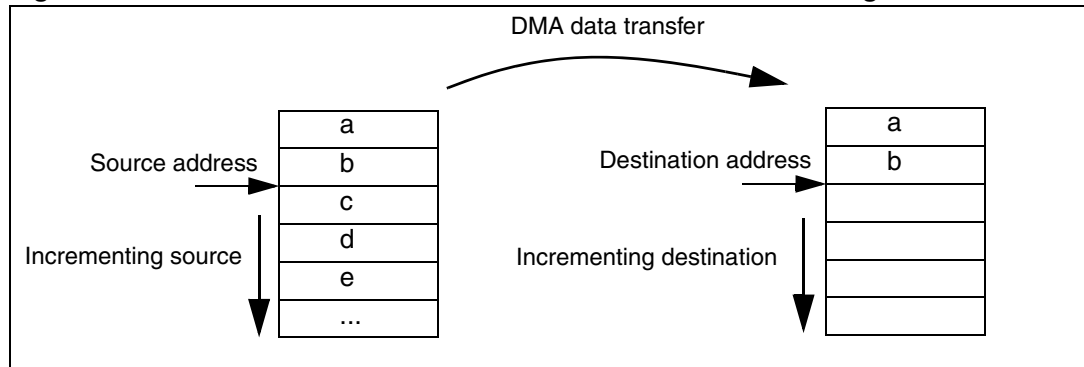 DMA data transfer
a
Source address
b
c
Incrementing source
d
e
...
a
Destination address
b
Incrementing destination